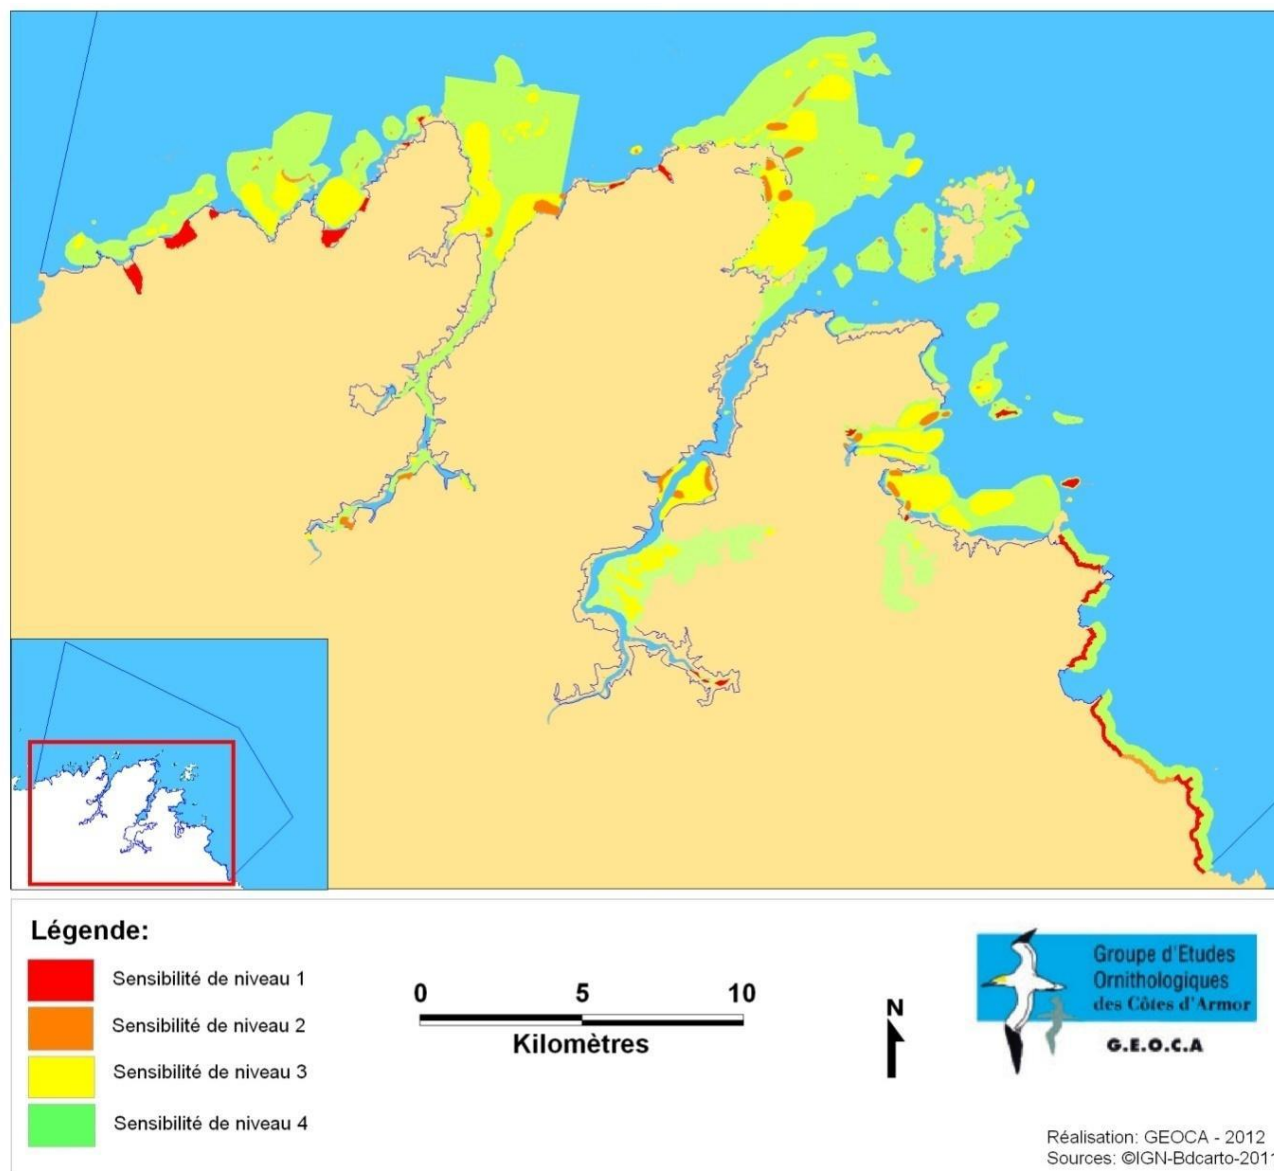 Légende:
Sensibilité de niveau 1
Sensibilité de niveau 2
Sensibilité de niveau 3
Sensibilité de niveau 4
0 5 10
Kilomètres
N
Groupe d'Etudes
Ornithologiques
des Côtes d'Armor
G.E.O.C.A
Réalisation: GEOCA - 2012
Sources: ©IGN-Bdcarto-2011